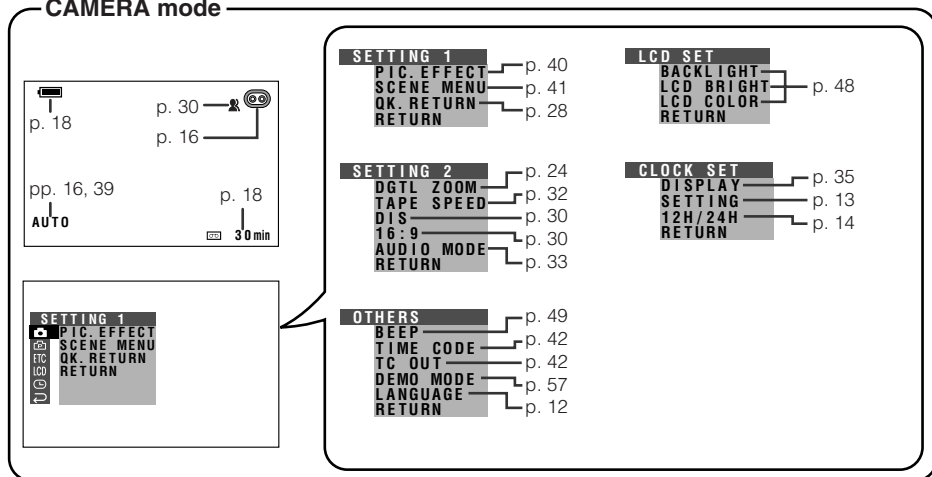 CAMERA mode
p. 18
p. 30
p. 16
pp. 16, 39
AUTO
p. 18
30 min
SETTING 1
PIC. EFFECT
SCENE MENU
ETC QK. RETURN
LCD RETURN
SETTING 1
PIC. EFFECT p. 40
SCENE MENU p. 41
QK. RETURN p. 28
RETURN
SETTING 2
DGTL ZOOM p. 24
TAPE SPEED p. 32
DIS p. 30
16:9 p. 30
AUDIO MODE p. 33
RETURN
OTHERS
BEEP p. 49
TIME CODE p. 42
TC OUT p. 42
DEMO MODE p. 57
LANGUAGE p. 12
RETURN
LCD SET
BACKLIGHT
LCD BRIGHT p. 48
LCD COLOR
RETURN
CLOCK SET
DISPLAY p. 35
SETTING p. 13
12H/24H p. 14
RETURN